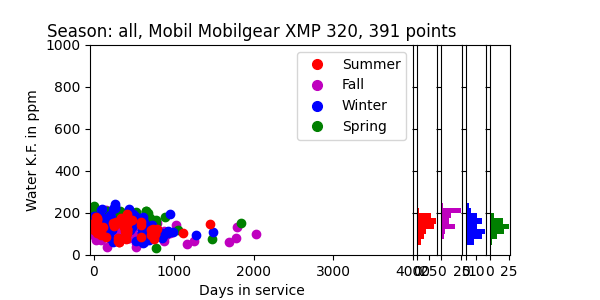 Season: all, Mobil Mobilgear XMP 320, 391 points
1000
800
600
400
200
0
Water K.F. in ppm
Summer
Fall
Winter
Spring
0 1000 2000 3000
25
Days in service